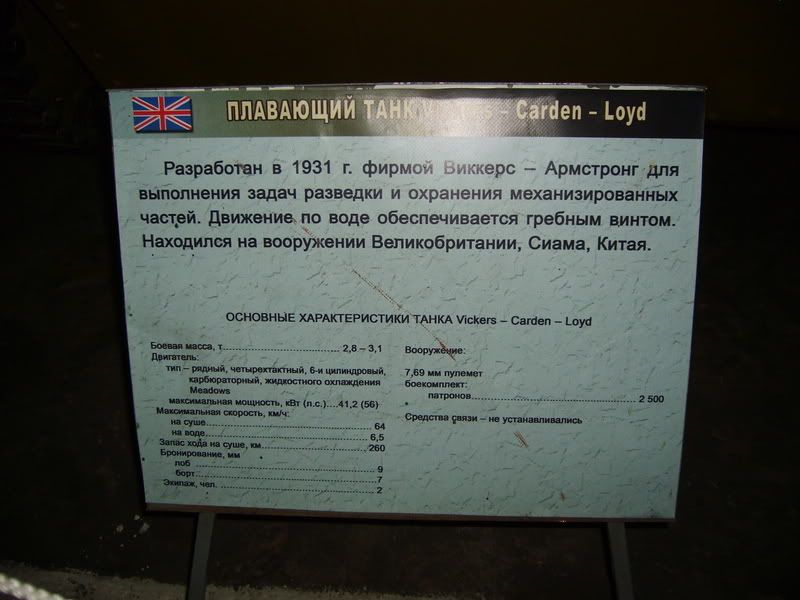 ПЛАВАЮЩИЙ ТАНК Vickers – Carden – Loyd
Разработан в 1931 г. фирмой Виккерс – Армстронг для
выполнения задач разведки и охранения механизированных
частей. Движение по воде обеспечивается гребным винтом.
Находился на вооружении Великобритании, Сиама, Китая.
ОСНОВНЫЕ ХАРАКТЕРИСТИКИ ТАНКА Vickers – Carden – Loyd
Боевая масса, т 2,8 – 3,1
Двигатель:
тип – рядный, четырехтактный, 6-и цилиндровый,
карбюраторный, жидкостного охлаждения
Meadows
максимальная мощность, кВт (л.с.)....41,2 (56)
Максимальная скорость, км/ч:
на суше 64
на воде 6,5
Запас хода на суше, км 260
Бронирование, мм
лоб 9
борт 7
Экипаж, чел. 2
Вооружение:
7,69 мм пулемет
боекомплект:
патронов 2 500
Средства связи – не устанавливались